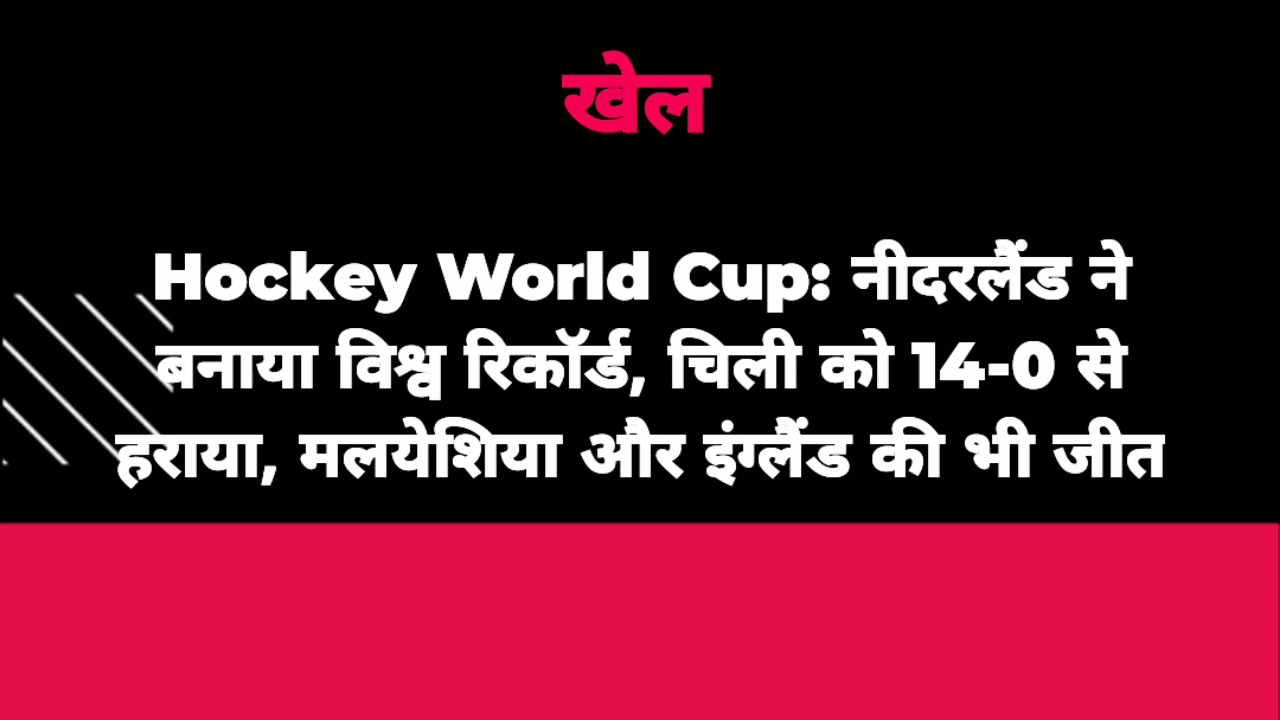 खेल
Hockey World Cup: नीदरलैंड ने
बनाया विश्व रिकॉर्ड, चिली को 14-0 से
हराया, मलयेशिया और इंग्लैंड की भी जीत